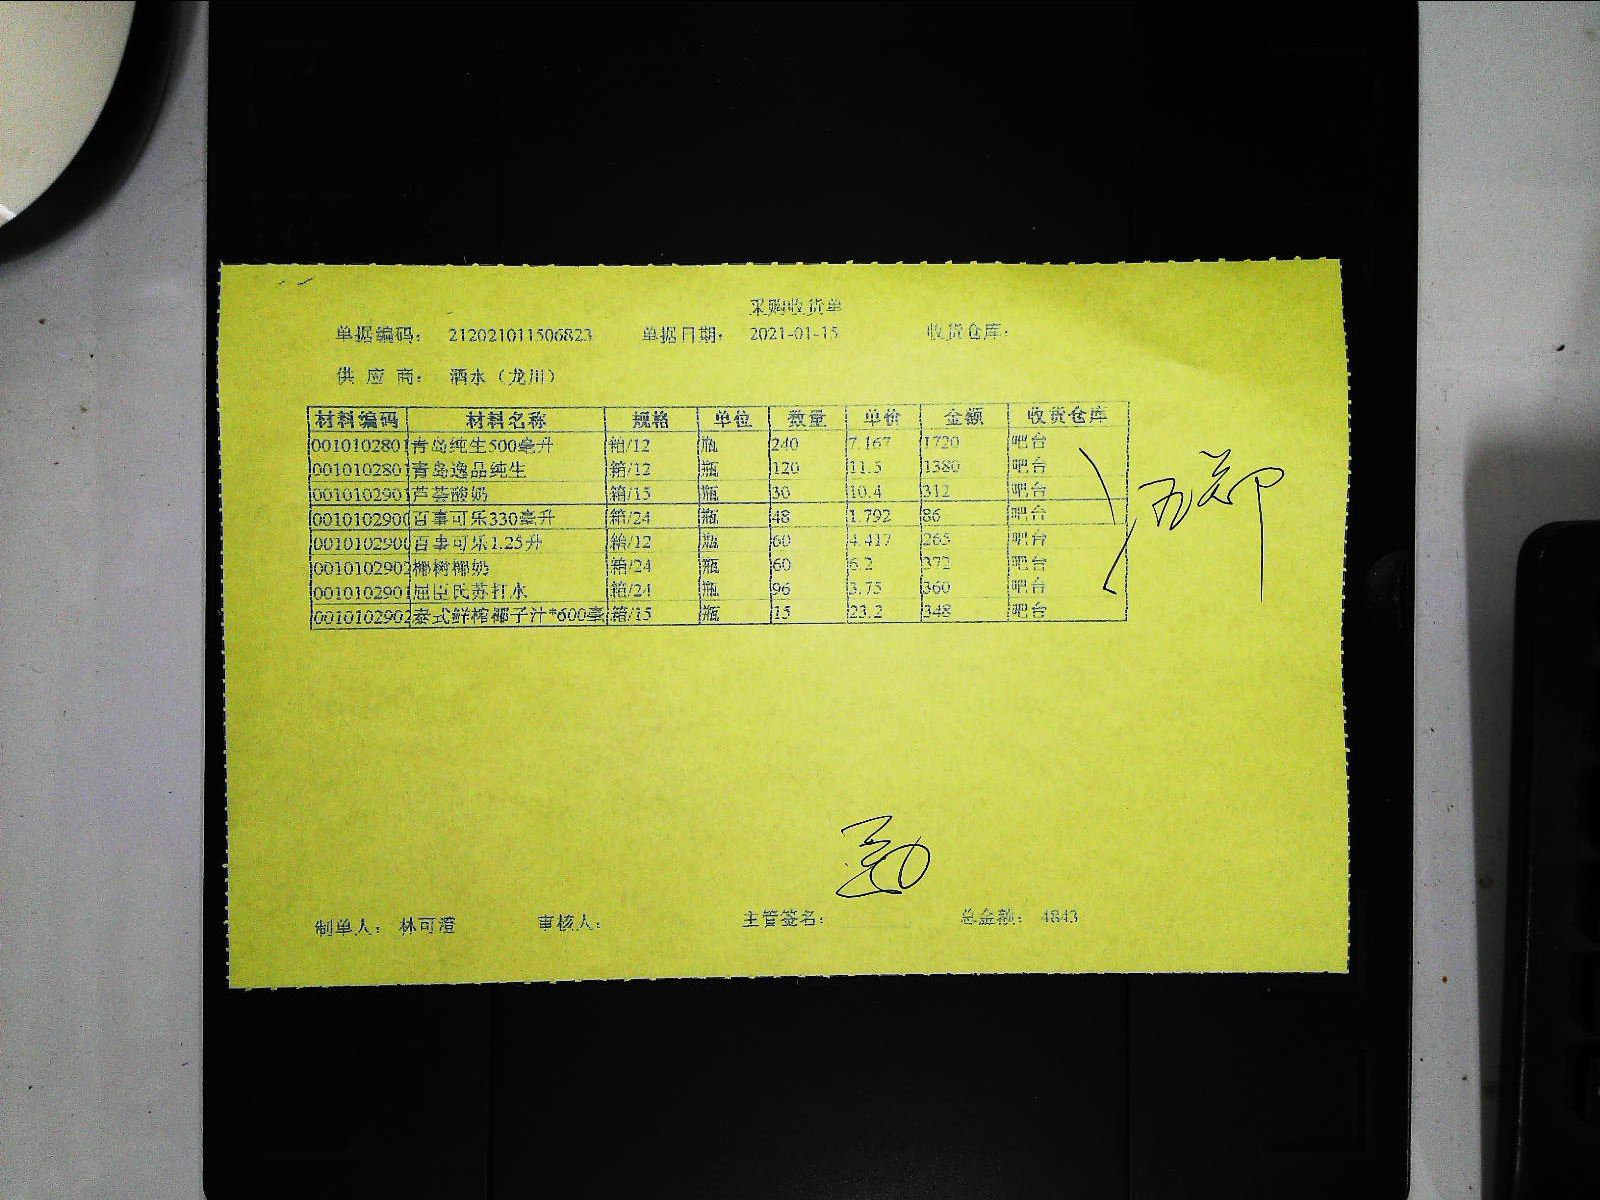 采购收货单
单据编码： 212021011506823 单据日期： 2021-01-15 收货仓库：
供 应 商： 酒水（龙川）
材料编码 材料名称 规格 单位 数量 单价 金额 收货仓库
0010102801 青岛纯生500毫升 箱/12 瓶 240 7.167 1720 吧台
0010102801 青岛逸品纯生 箱/12 瓶 120 11.5 1380 吧台
0010102901 芦荟酸奶 箱/15 瓶 30 10.4 312 吧台
0010102900 百事可乐330毫升 箱/24 瓶 48 1.792 86 吧台
0010102900 百事可乐1.25升 箱/12 瓶 60 4.417 265 吧台
0010102902 椰树椰奶 箱/24 瓶 60 6.2 372 吧台
0010102901 屈臣氏苏打水 箱/24 瓶 96 3.75 360 吧台
0010102902 泰式鲜榨椰子汁*600毫 箱/15 瓶 15 23.2 348 吧台
制单人： 林可澄 审核人： 主管签名： 总金额： 4843